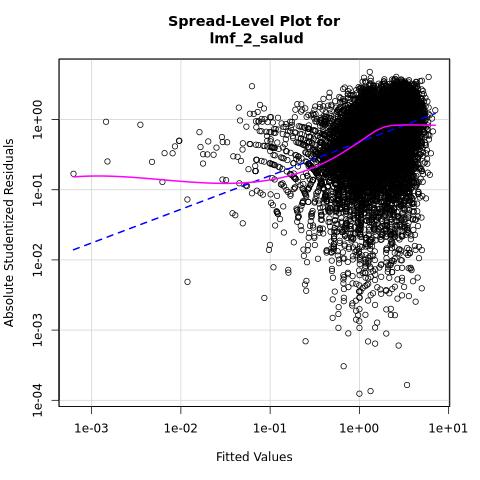 Spread-Level Plot for
lmf_2_salud
Absolute Studentized Residuals
1e+00
1e-01
1e-02
1e-03
1e-04
1e-03 1e-02 1e-01 1e+00 1e+01
Fitted Values